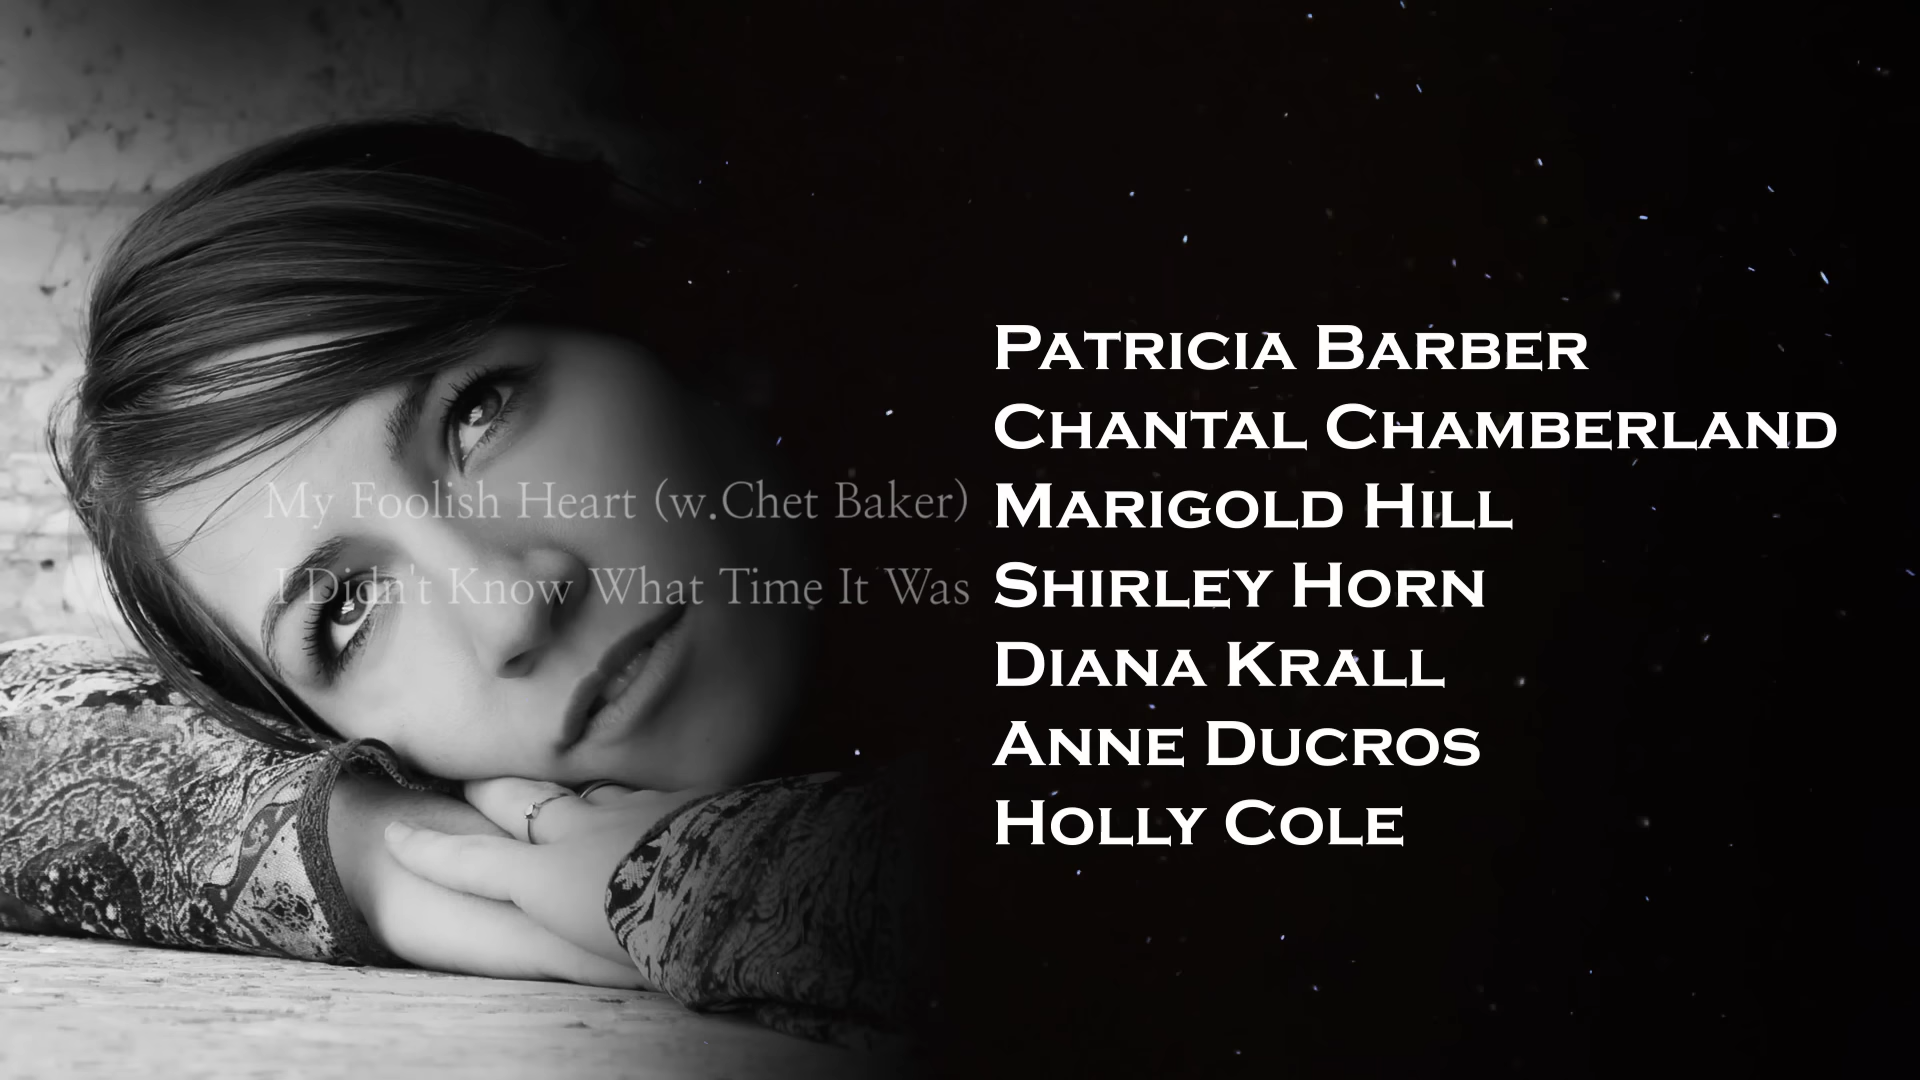 Patricia Barber
Chantal Chamberland
My Foolish Heart (w.Chet Baker) Marigold Hill
I Didn't Know What Time It Was Shirley Horn
Diana Krall
Anne Ducros
Holly Cole